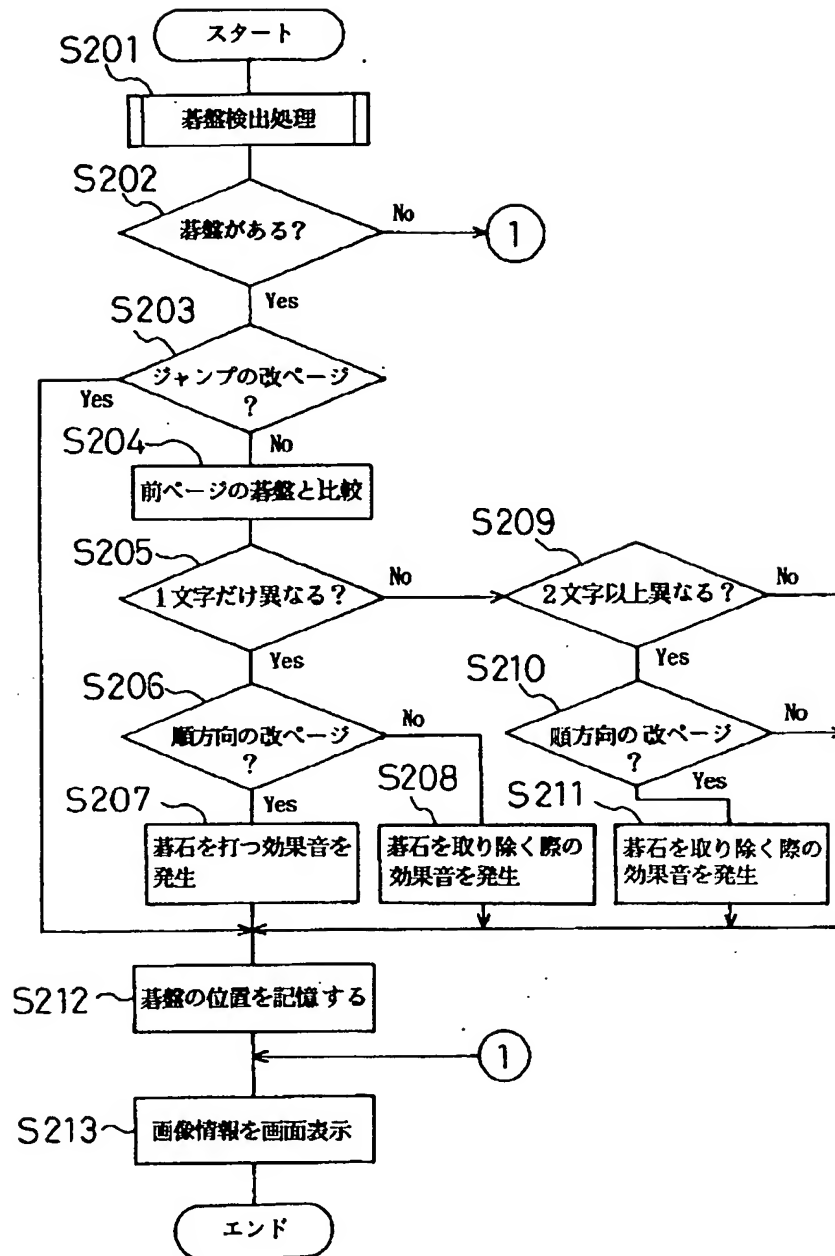 スタート
S201
碁盤検出処理
S202
碁盤がある?
No
1
Yes
S203
ジャンプの改ページ
?
Yes
No
S204
前ページの碁盤と比較
S205
1文字だけ異なる?
No
S209
2文字以上異なる?
No
Yes
Yes
S206
順方向の改ページ
?
No
S210
順方向の改ページ
?
No
Yes
Yes
S207
碁石を打つ効果音を
発生
S208
碁石を取り除く際の
効果音を発生
S211
碁石を取り除く際の
効果音を発生
S212
碁盤の位置を記憶する
1
S213
画像情報を画面表示
エンド